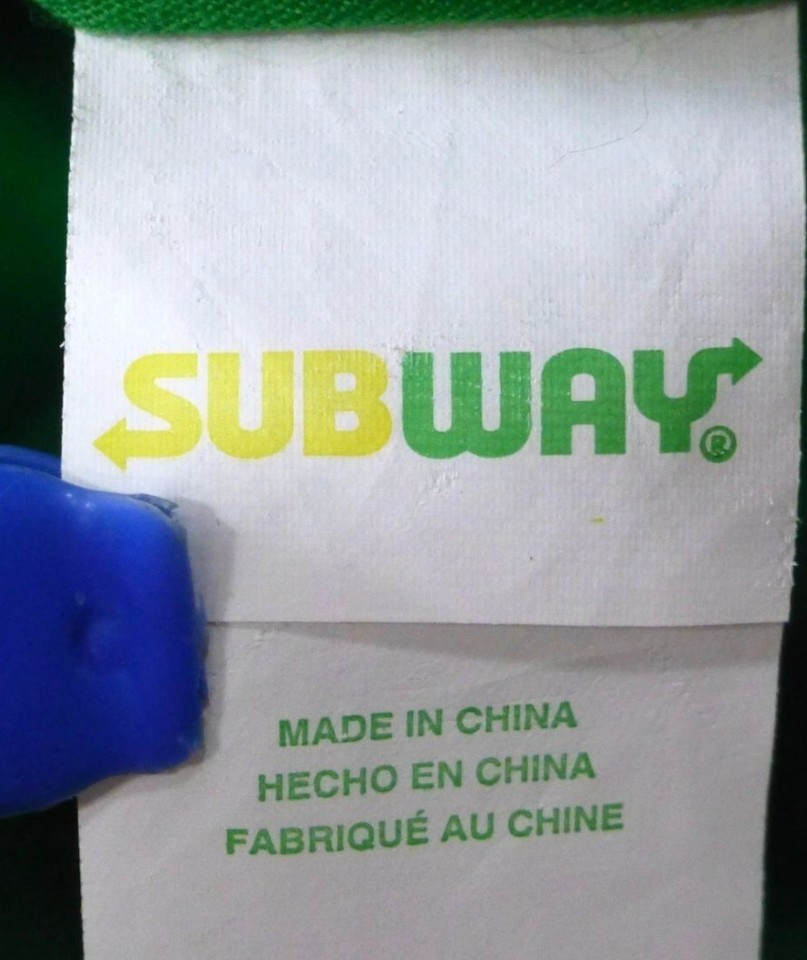 SUBWAY®
MADE IN CHINA
HECHO EN CHINA
FABRIQUÉ AU CHINE